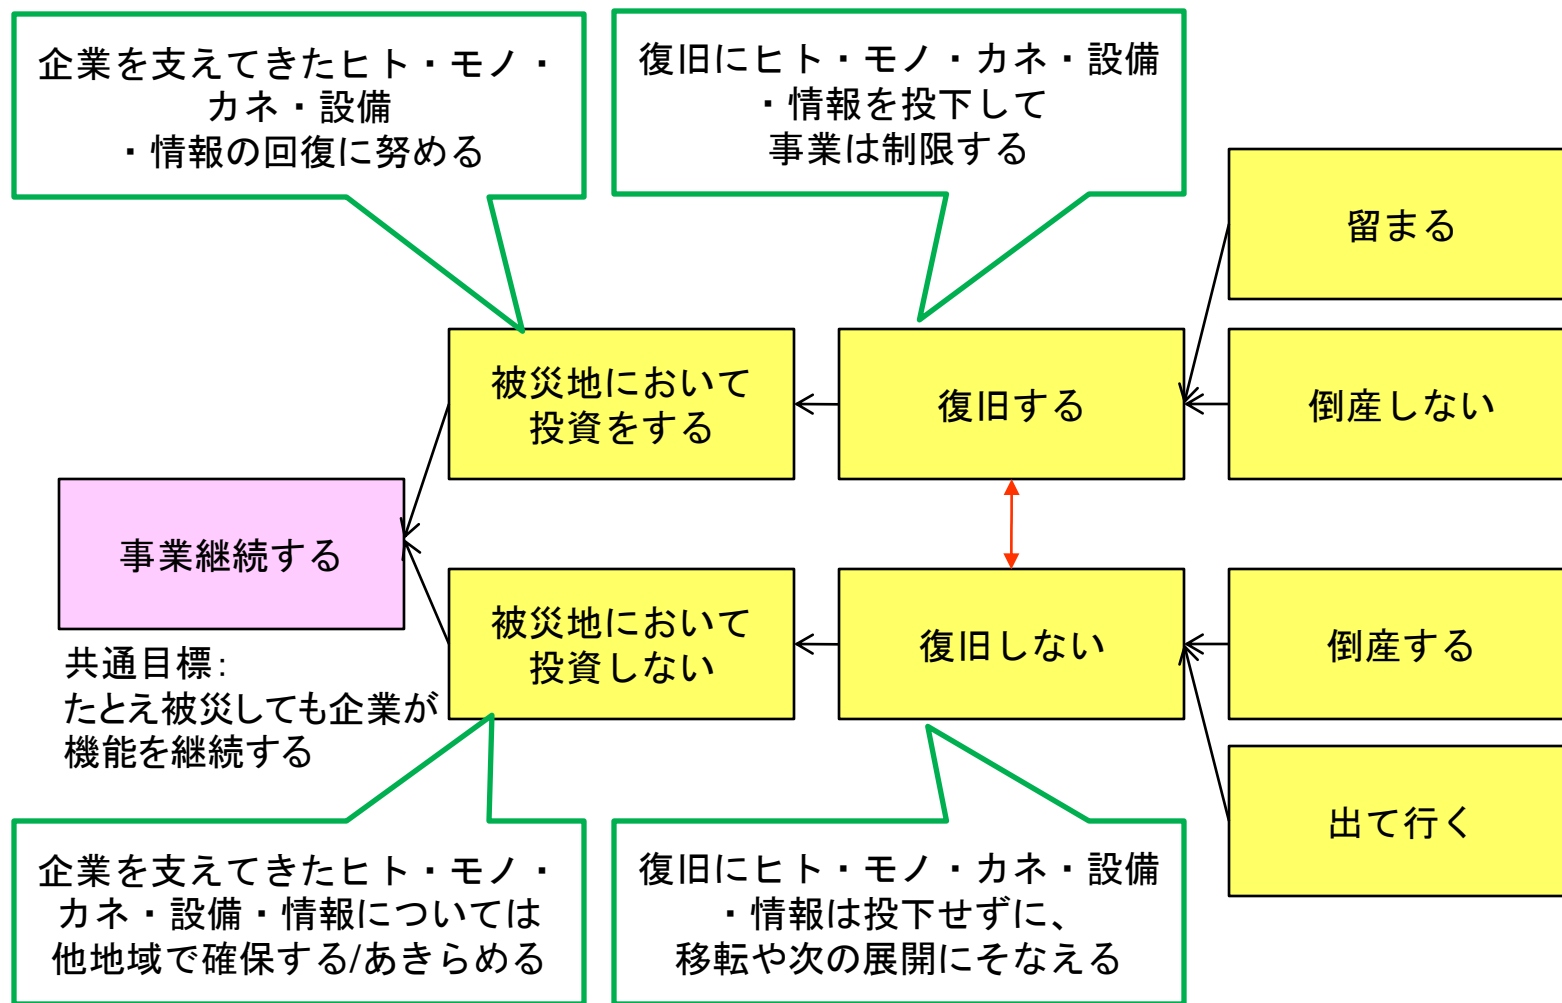 企業を支えてきたヒト・モノ・
カネ・設備
・情報の回復に努める
復旧にヒト・モノ・カネ・設備
・情報を投下して
事業は制限する
留まる
被災地において
投資をする
復旧する
倒産しない
事業継続する
共通目標：
たとえ被災しても企業が
機能を継続する
被災地において
投資しない
復旧しない
倒産する
出て行く
企業を支えてきたヒト・モノ・
カネ・設備・情報については
他地域で確保する/あきらめる
復旧にヒト・モノ・カネ・設備
・情報は投下せずに、
移転や次の展開にそなえる